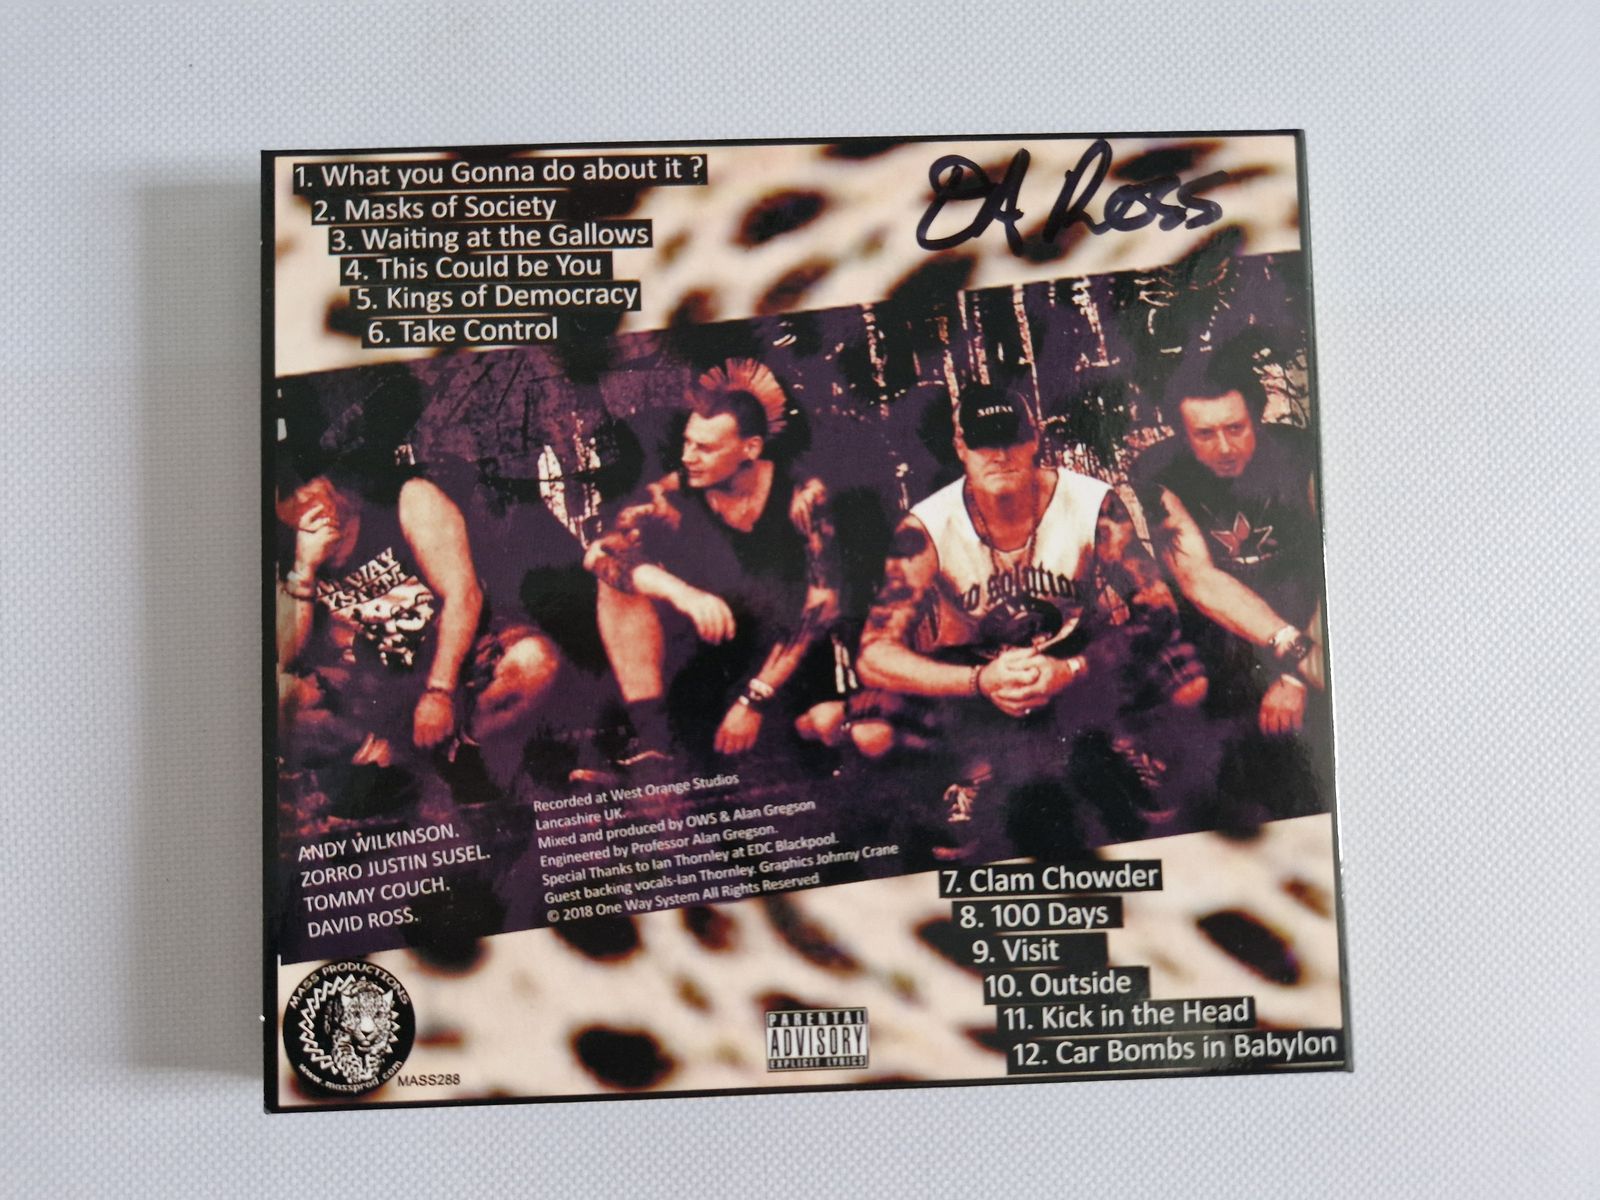 1. What you Gonna do about it ?
2. Masks of Society
3. Waiting at the Gallows
4. This Could be You
5. Kings of Democracy
6. Take Control
Ross
ANDY WILKINSON.
ZORRO JUSTIN SUSEL.
TOMMY COUCH.
DAVID ROSS.
Recorded at West Orange Studios
Lancashire UK.
Mixed and produced by OWS & Alan Gregson
Engineered by Professor Alan Gregson.
Special Thanks to Ian Thornley at EDC Blackpool.
Guest backing vocals-Ian Thornley. Graphics Johnny Crane
© 2018 One Way System All Rights Reserved
7. Clam Chowder
8. 100 Days
9. Visit
10. Outside
11. Kick in the Head
12. Car Bombs in Babylon
MASS PRODUCTIONS
www.massprod.com
MASS288
PARENTAL
ADVISORY
EXPLICIT LYRICS